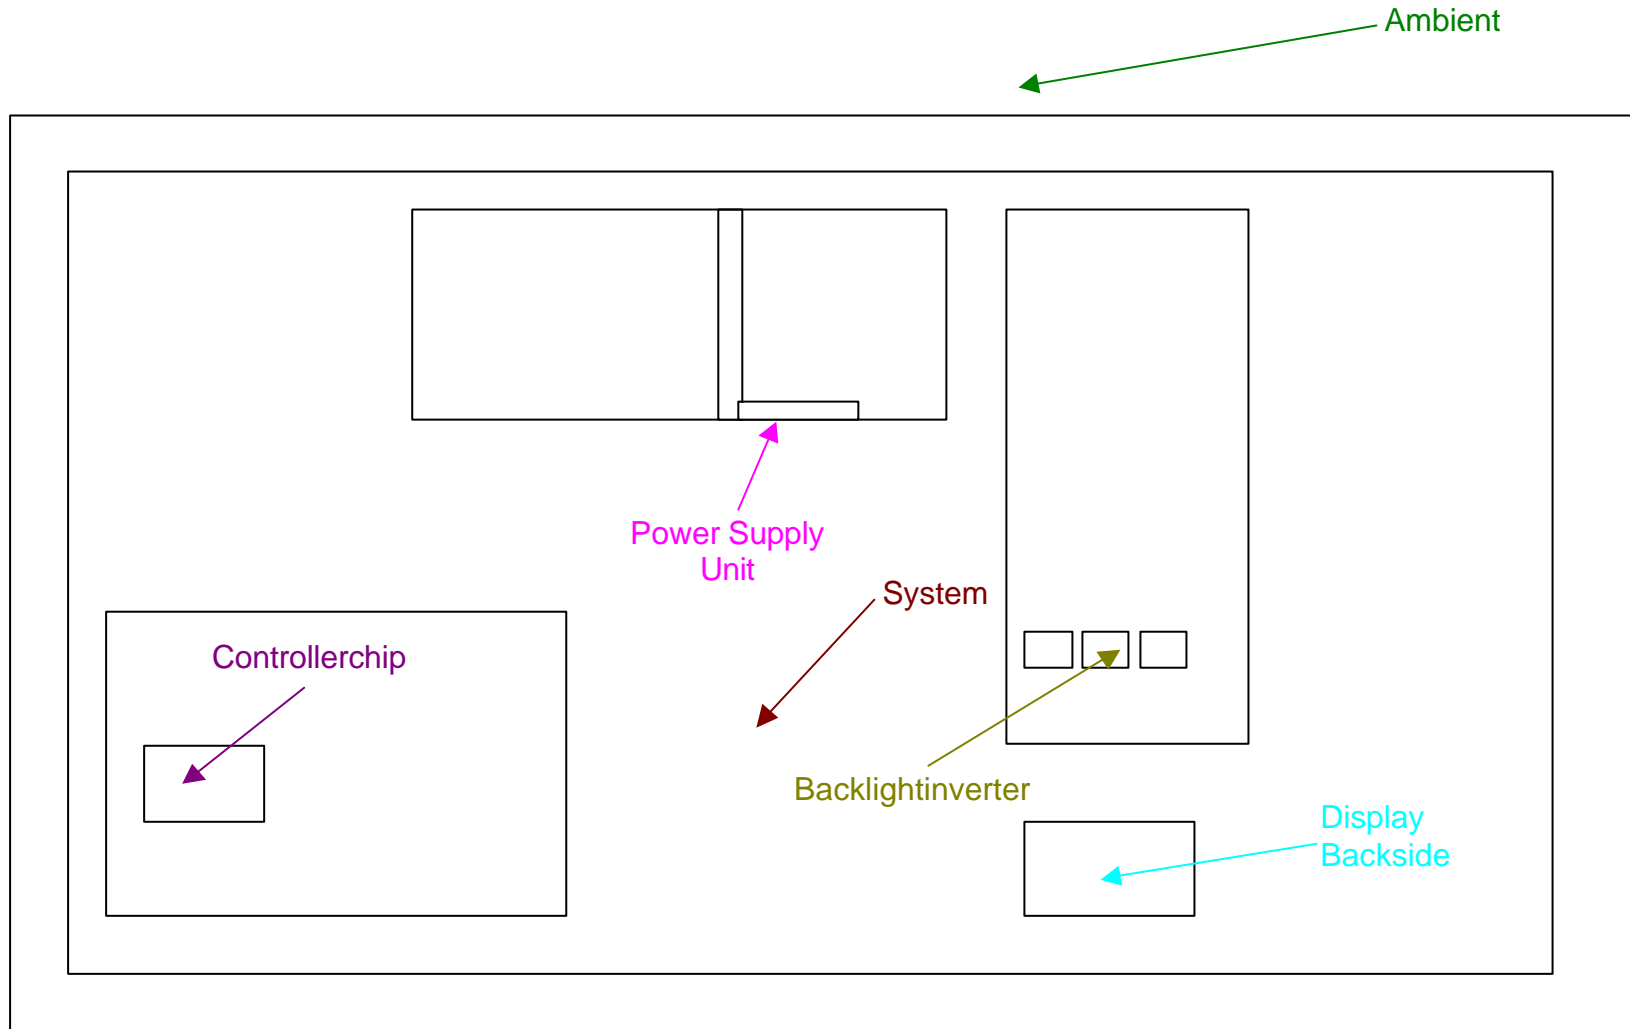 Ambient
Power Supply
Unit
System
Controllerchip
Backlightinverter
Display
Backside